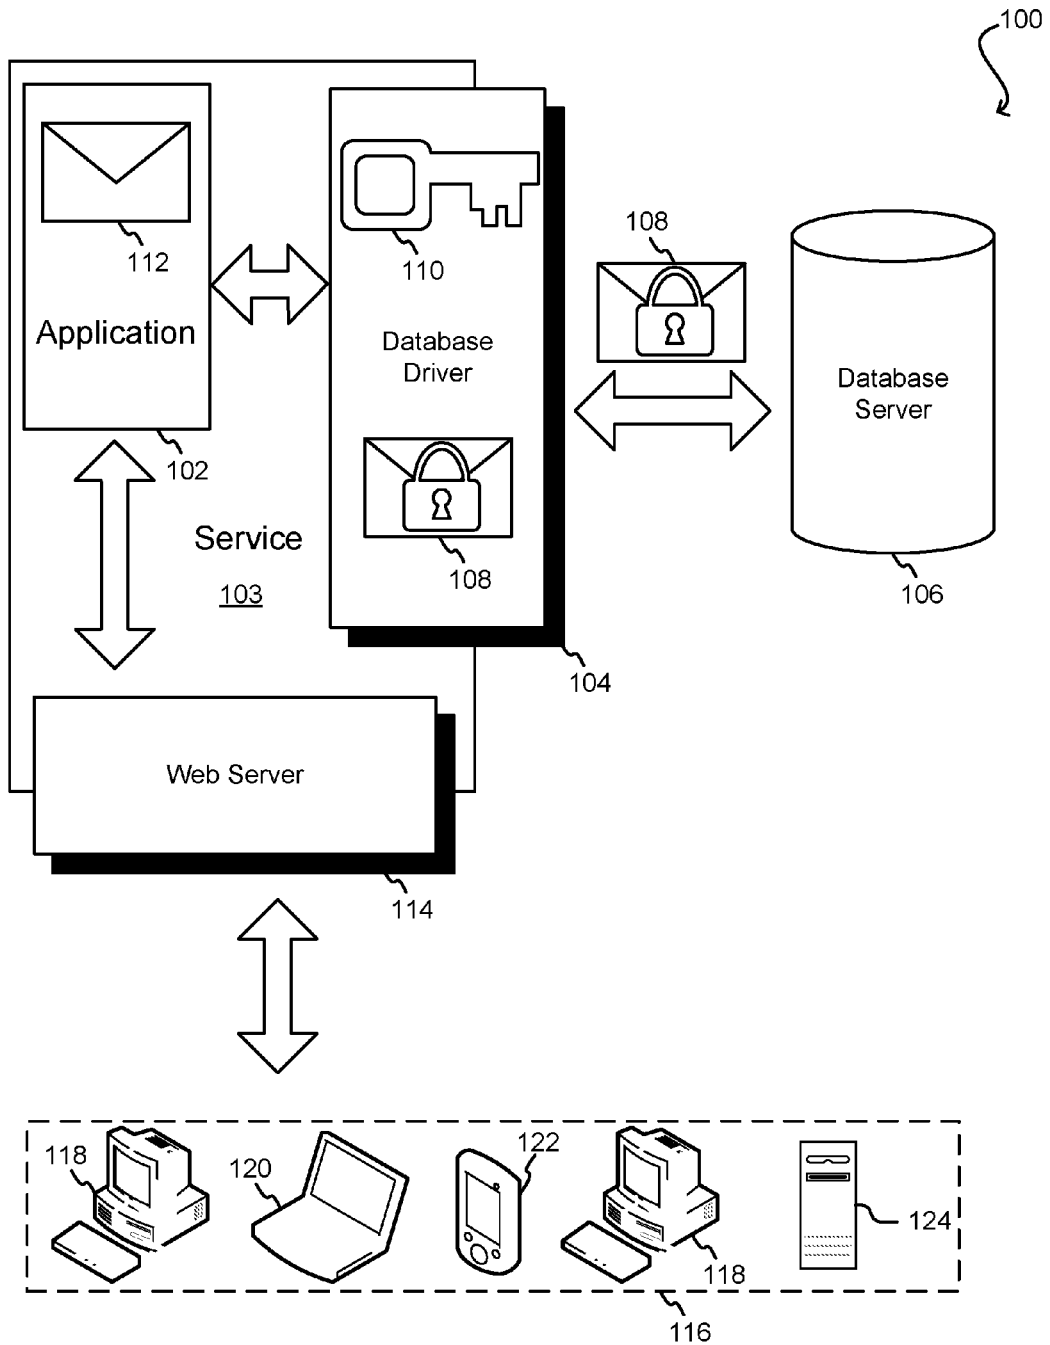 100
112
Application
102
110
Database
Driver
108
108
Database
Server
106
Service
103
104
Web Server
114
118
120
122
118
124
116